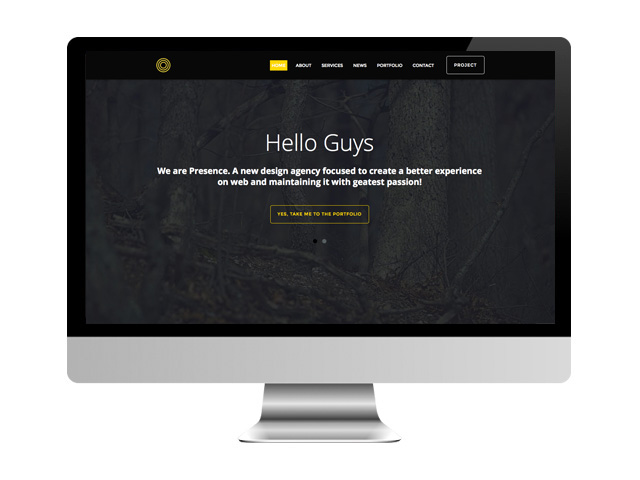 HOME ABOUT SERVICES NEWS PORTFOLIO CONTACT PROJECT
Hello Guys
We are Presence. A new design agency focused to create a better experience
on web and maintaining it with geatest passion!
YES, TAKE ME TO THE PORTFOLIO